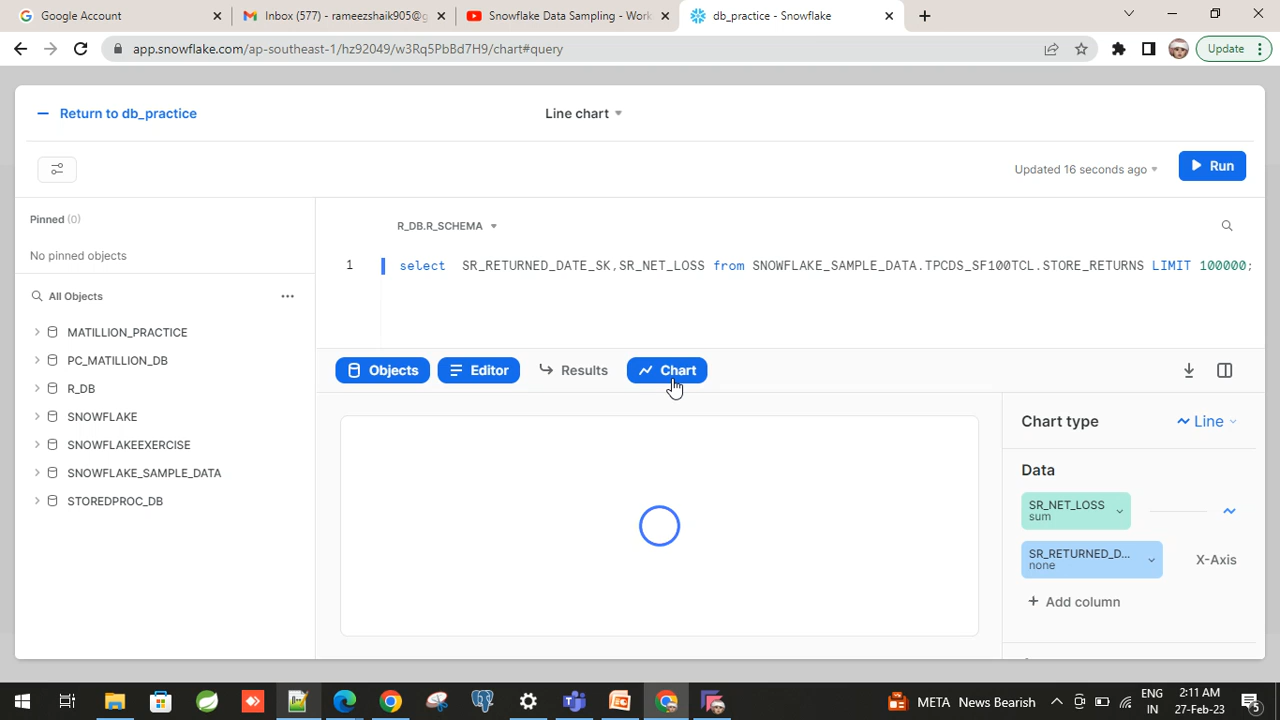 Google Account
Inbox (577) - rameezshaik905@g
Snowflake Data Sampling - Work
db_practice - Snowflake
app.snowflake.com/ap-southeast-1/hz92049/w3Rq5PbBd7H9/chart#query
Update
Return to db_practice
Line chart
Updated 16 seconds ago
Run
Pinned (0)
R_DB.R_SCHEMA
No pinned objects
1 select SR_RETURNED_DATE_SK,SR_NET_LOSS from SNOWFLAKE_SAMPLE_DATA.TPCDS_SF100TCL.STORE_RETURNS LIMIT 100000;
All Objects
MATILLION_PRACTICE
PC_MATILLION_DB
R_DB
SNOWFLAKE
SNOWFLAKEEXERCISE
SNOWFLAKE_SAMPLE_DATA
STOREDPROC_DB
Objects
Editor
Results
Chart
Chart type
Line
Data
SR_NET_LOSS
sum
SR_RETURNED_D...
none
X-Axis
+ Add column
META News Bearish
ENG
IN
2:11 AM
27-Feb-23
5